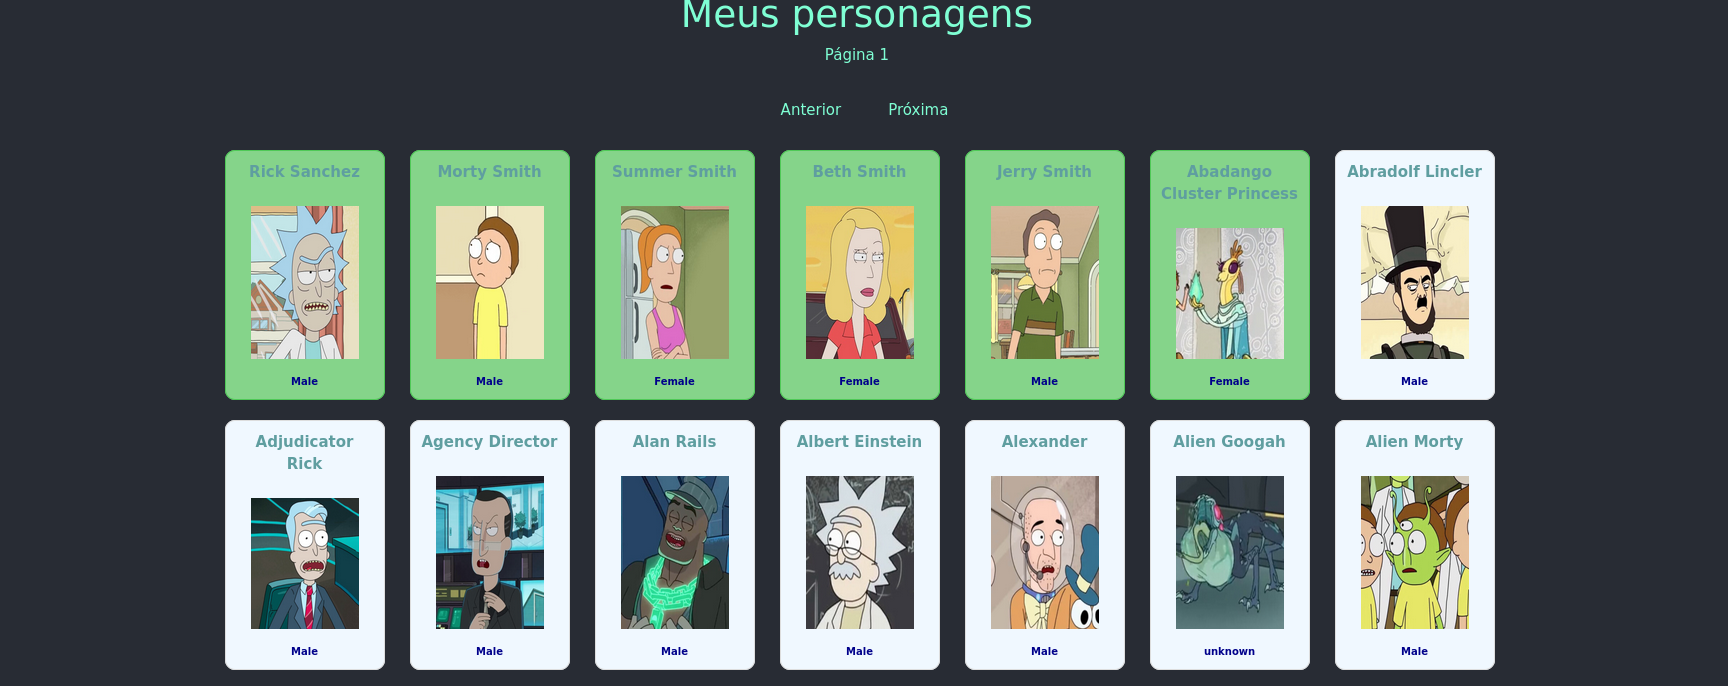 Meus personagens
Página 1
Anterior Próxima
Rick Sanchez
Male
Morty Smith
Male
Summer Smith
Female
Beth Smith
Female
Jerry Smith
Male
Abadango
Cluster Princess
Female
Abradolf Lincler
Male
Adjudicator
Rick
Male
Agency Director
Male
Alan Rails
Male
Albert Einstein
Male
Alexander
Male
Alien Googah
unknown
Alien Morty
Male